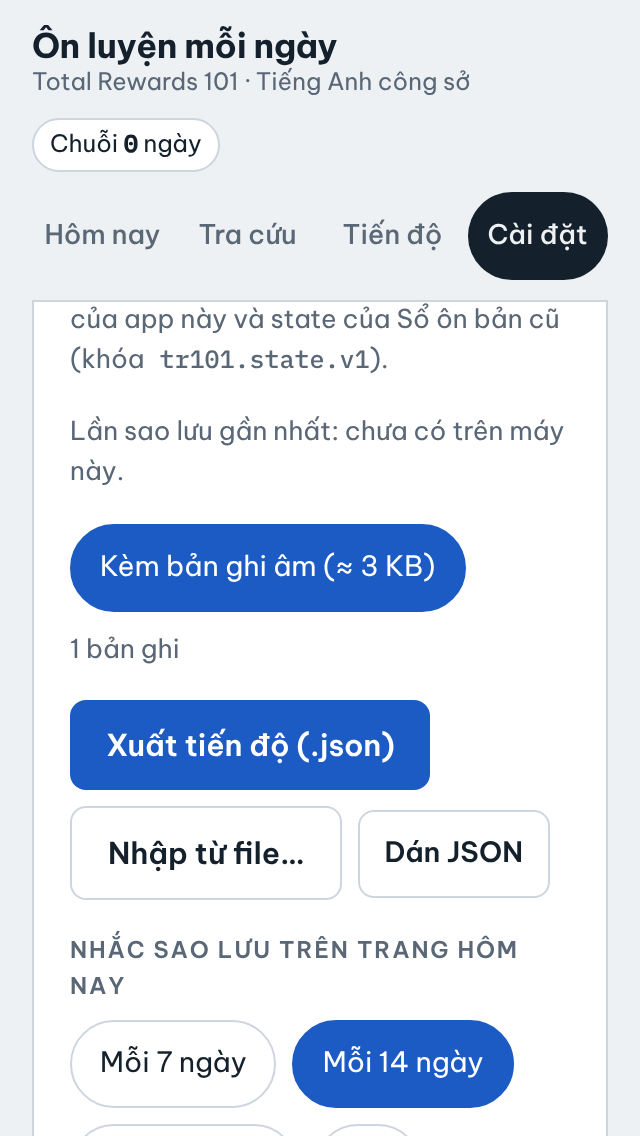 Ôn luyện mỗi ngày
Total Rewards 101 · Tiếng Anh công sở
Chuỗi 0 ngày
Hôm nay Tra cứu Tiến độ Cài đặt
của app này và state của Sổ ôn bản cũ
(khóa tr101.state.v1).
Lần sao lưu gần nhất: chưa có trên máy
này.
Kèm bản ghi âm (≈ 3 KB)
1 bản ghi
Xuất tiến độ (.json)
Nhập từ file… Dán JSON
NHẮC SAO LƯU TRÊN TRANG HÔM
NAY
Mỗi 7 ngày Mỗi 14 ngày